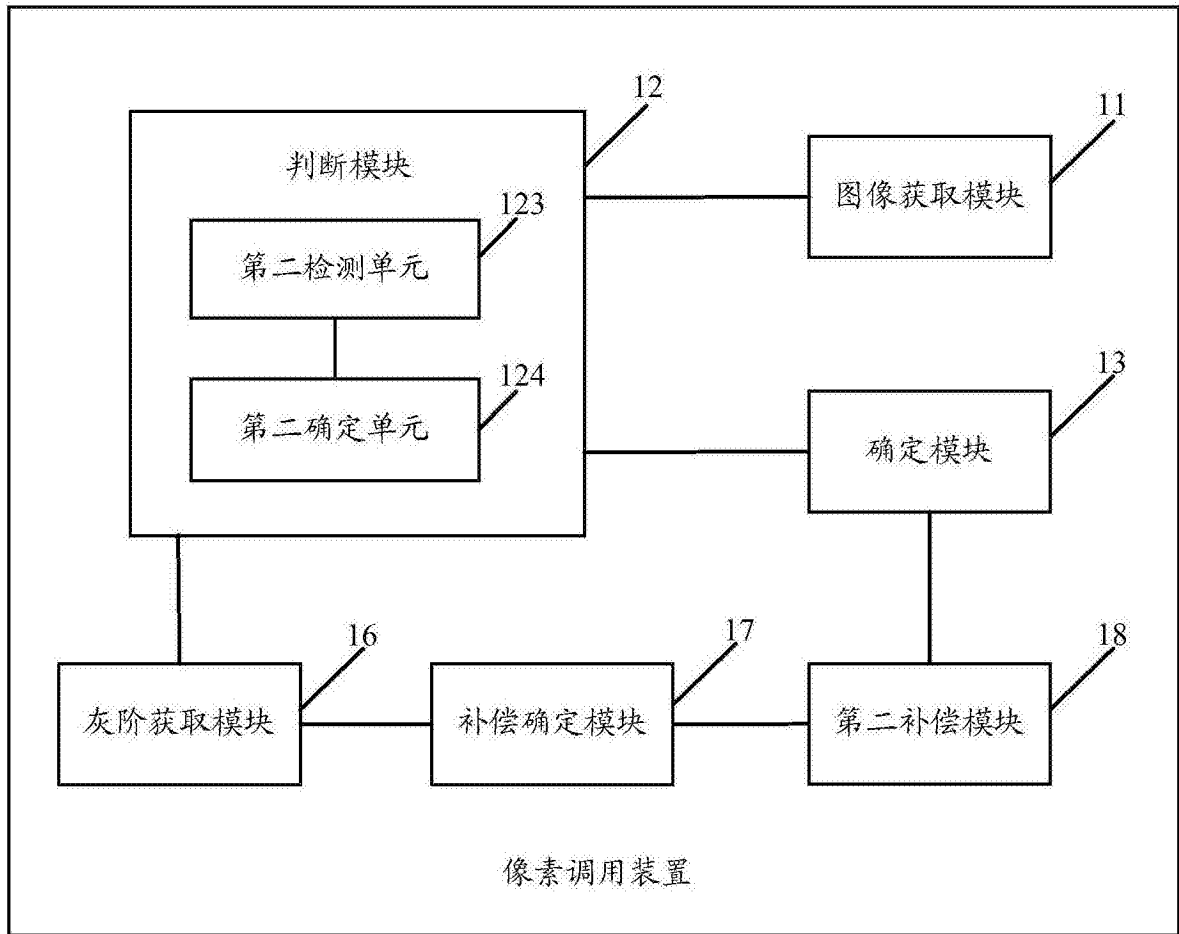 12
11
判断模块
图像获取模块
123
第二检测单元
124
第二确定单元
13
确定模块
16
17
18
灰阶获取模块
补偿确定模块
第二补偿模块
像素调用装置